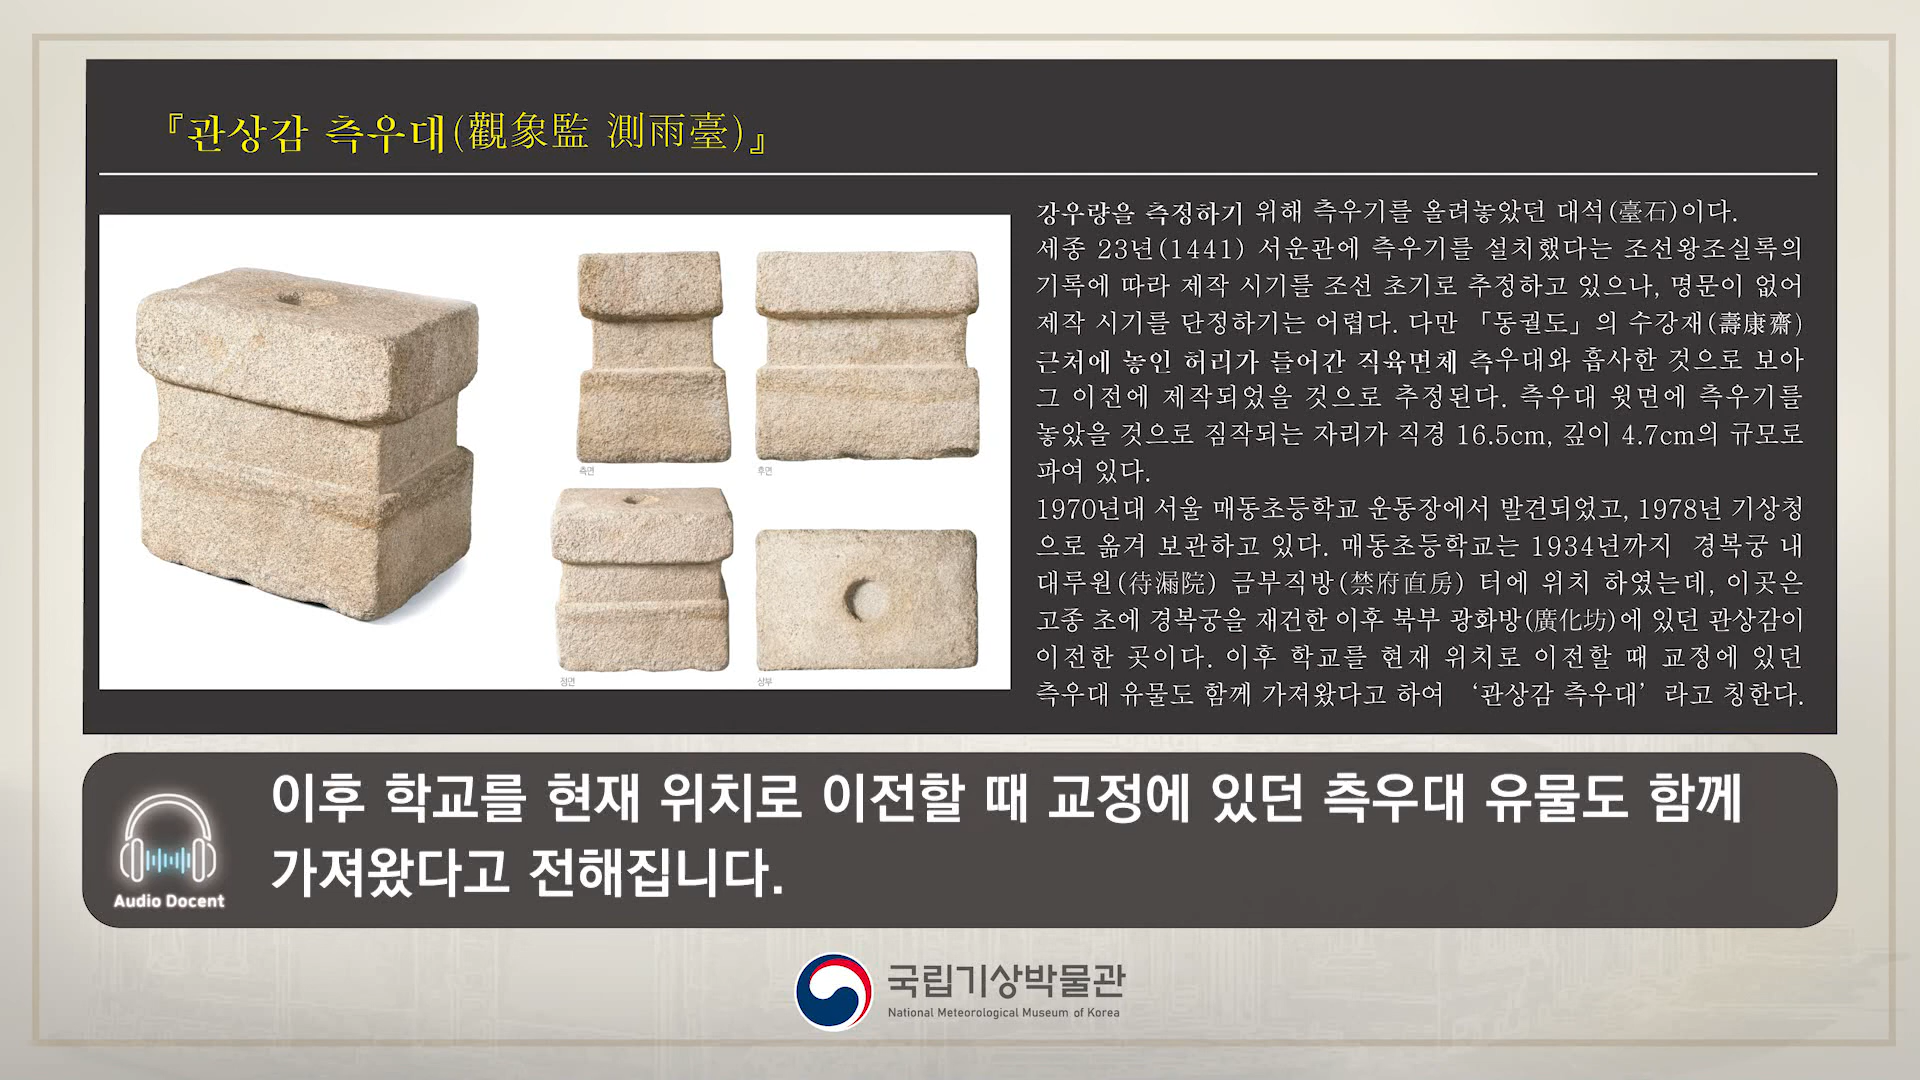 『관상감 측우대(觀象監 測雨臺)』
강우량을 측정하기 위해 측우기를 올려놓았던 대석(臺石)이다.
세종 23년(1441) 서운관에 측우기를 설치했다는 조선왕조실록의
기록에 따라 제작 시기를 조선 초기로 추정하고 있으나, 명문이 없어
제작 시기를 단정하기는 어렵다. 다만 「동궐도」의 수강재(壽康齋)
근처에 놓인 허리가 들어간 직육면체 측우대와 흡사한 것으로 보아
그 이전에 제작되었을 것으로 추정된다. 측우대 윗면에 측우기를
놓았을 것으로 짐작되는 자리가 직경 16.5cm, 깊이 4.7cm의 규모로
파여 있다.
1970년대 서울 매동초등학교 운동장에서 발견되었고, 1978년 기상청
으로 옮겨 보관하고 있다. 매동초등학교는 1934년까지 경복궁 내
대루원(待漏院) 금부직방(禁府直房) 터에 위치 하였는데, 이곳은
고종 초에 경복궁을 재건한 이후 북부 광화방(廣化坊)에 있던 관상감이
이전한 곳이다. 이후 학교를 현재 위치로 이전할 때 교정에 있던
측우대 유물도 함께 가져왔다고 하여 ‘관상감 측우대’라고 칭한다.
측면
후면
정면
상부
이후 학교를 현재 위치로 이전할 때 교정에 있던 측우대 유물도 함께
가져왔다고 전해집니다.
Audio Docent
국립기상박물관
National Meteorological Museum of Korea